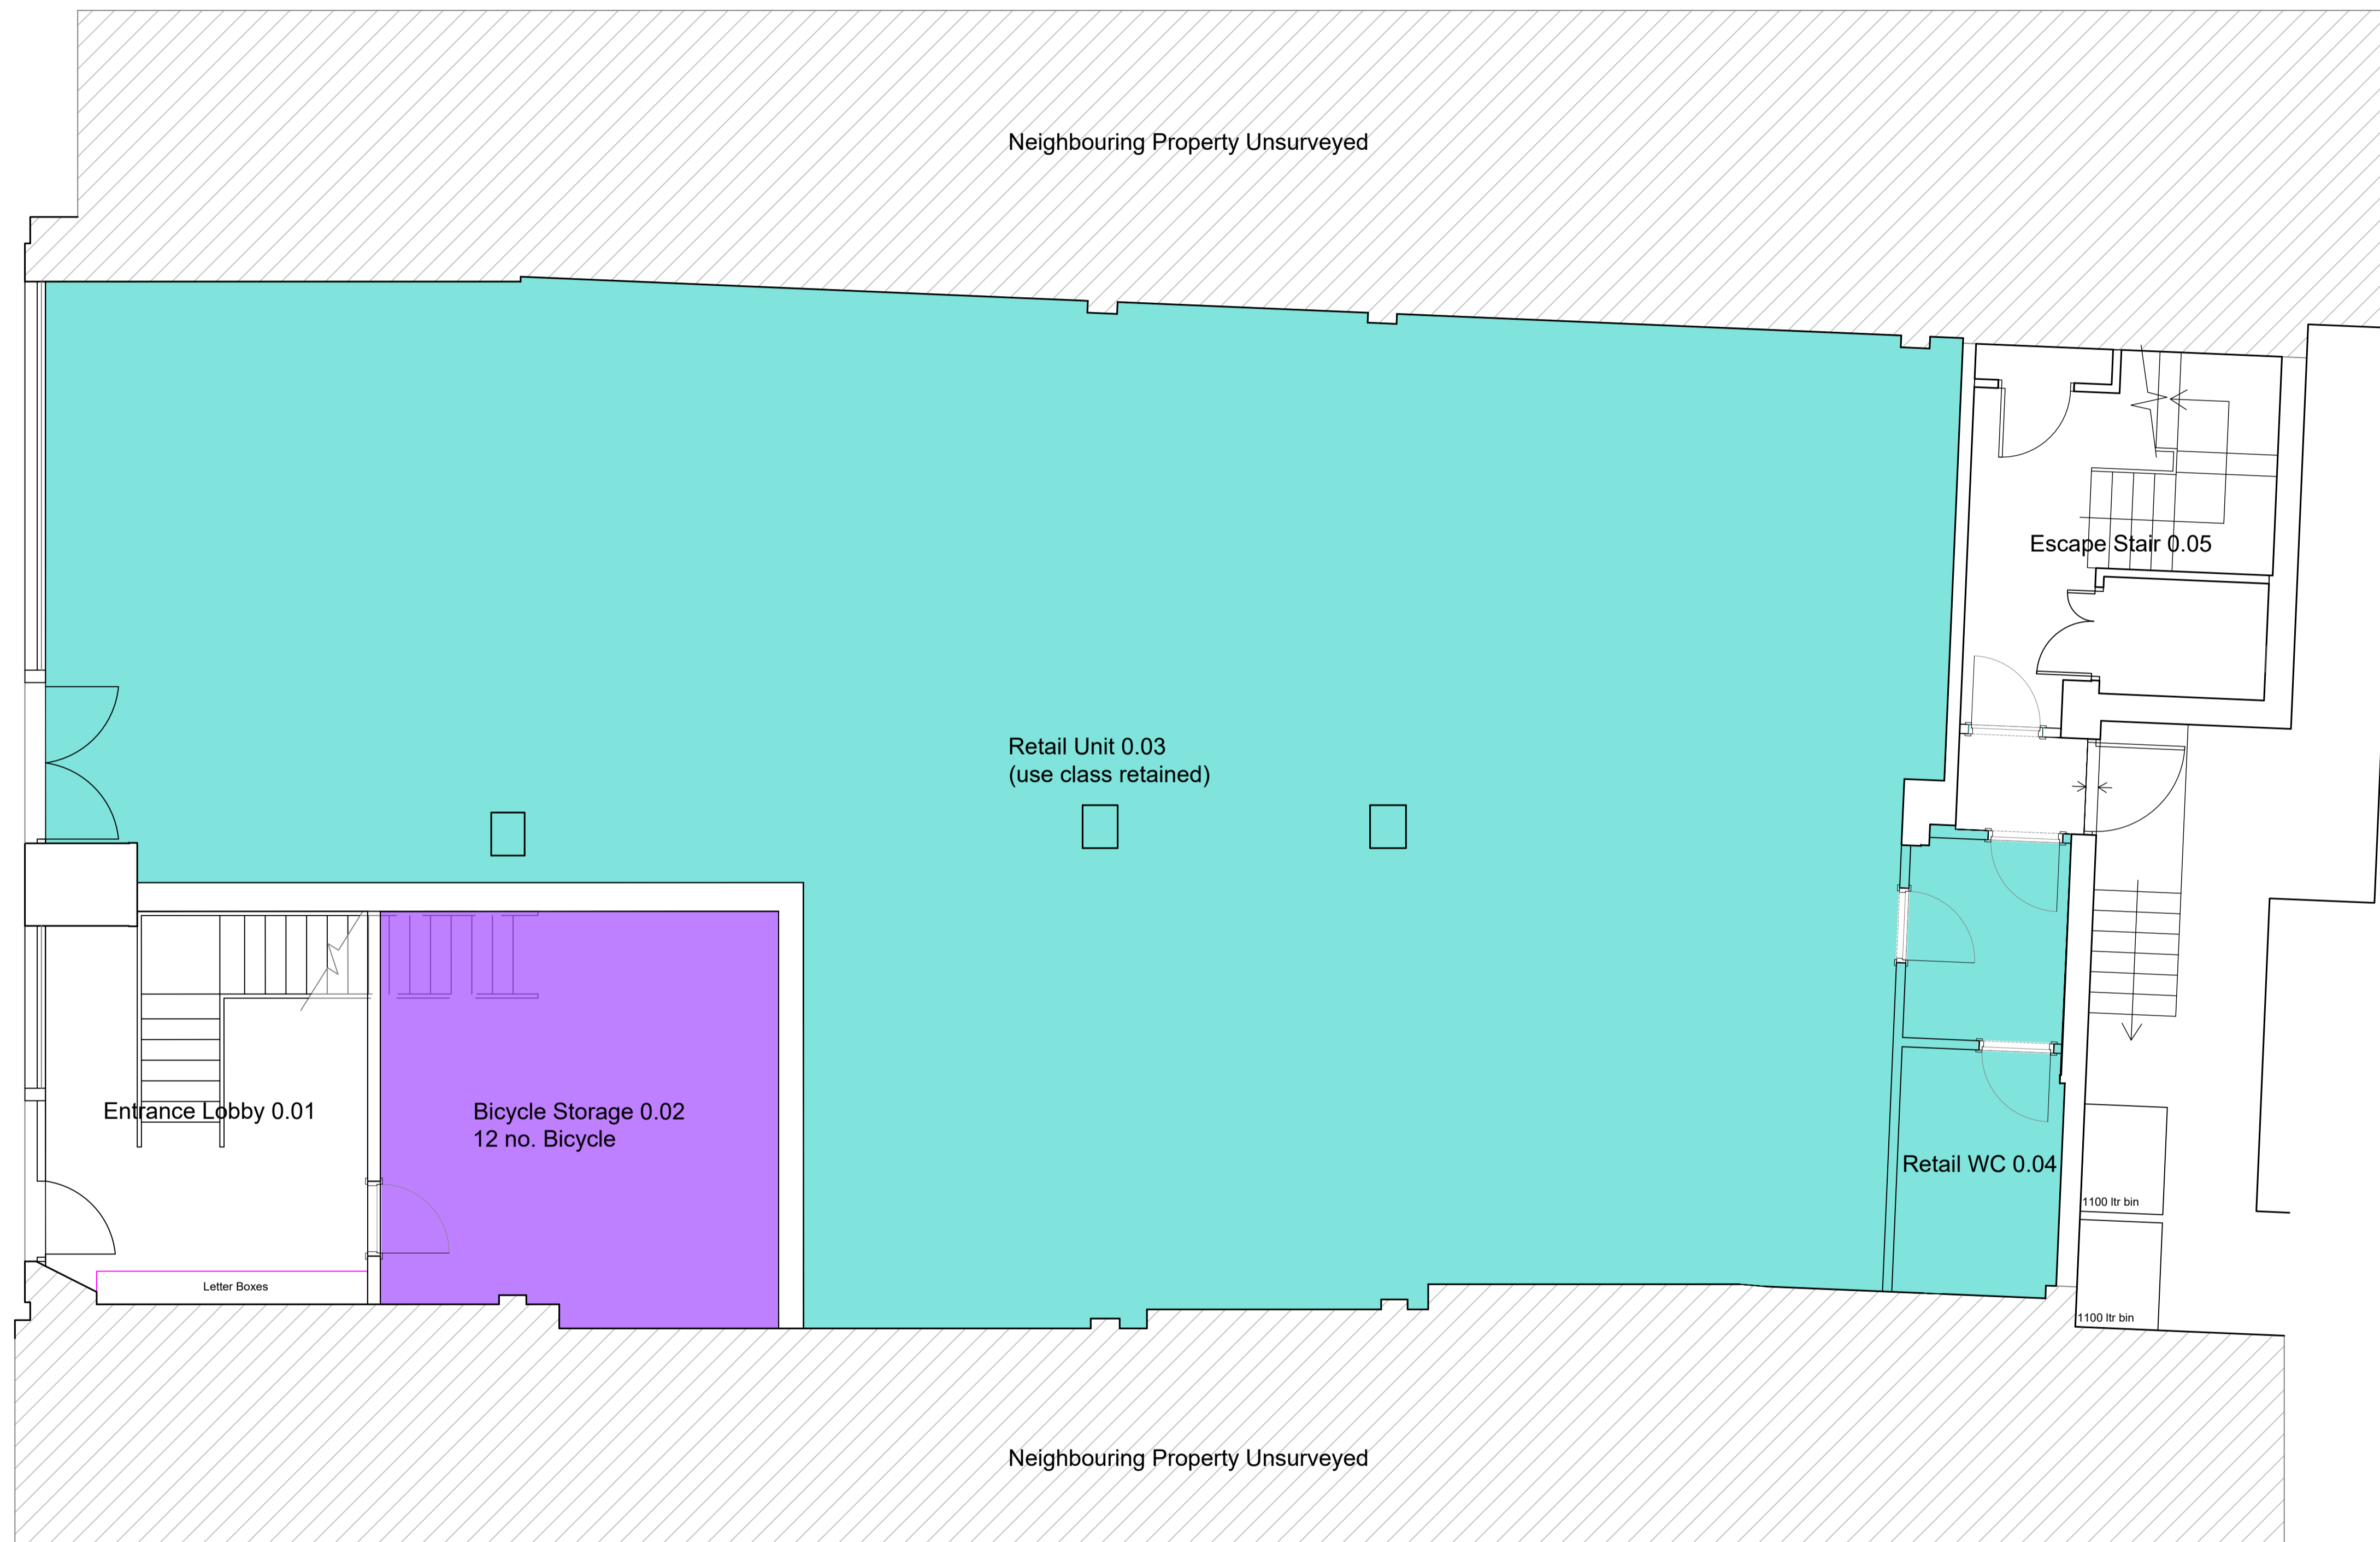 Neighbouring Property Unsurveyed
Escape Stair 0.05
Retail Unit 0.03
(use class retained)
Entrance Lobby 0.01
Bicycle Storage 0.02
12 no. Bicycle
Retail WC 0.04
1100 ltr bin
Letter Boxes
1100 ltr bin
Neighbouring Property Unsurveyed